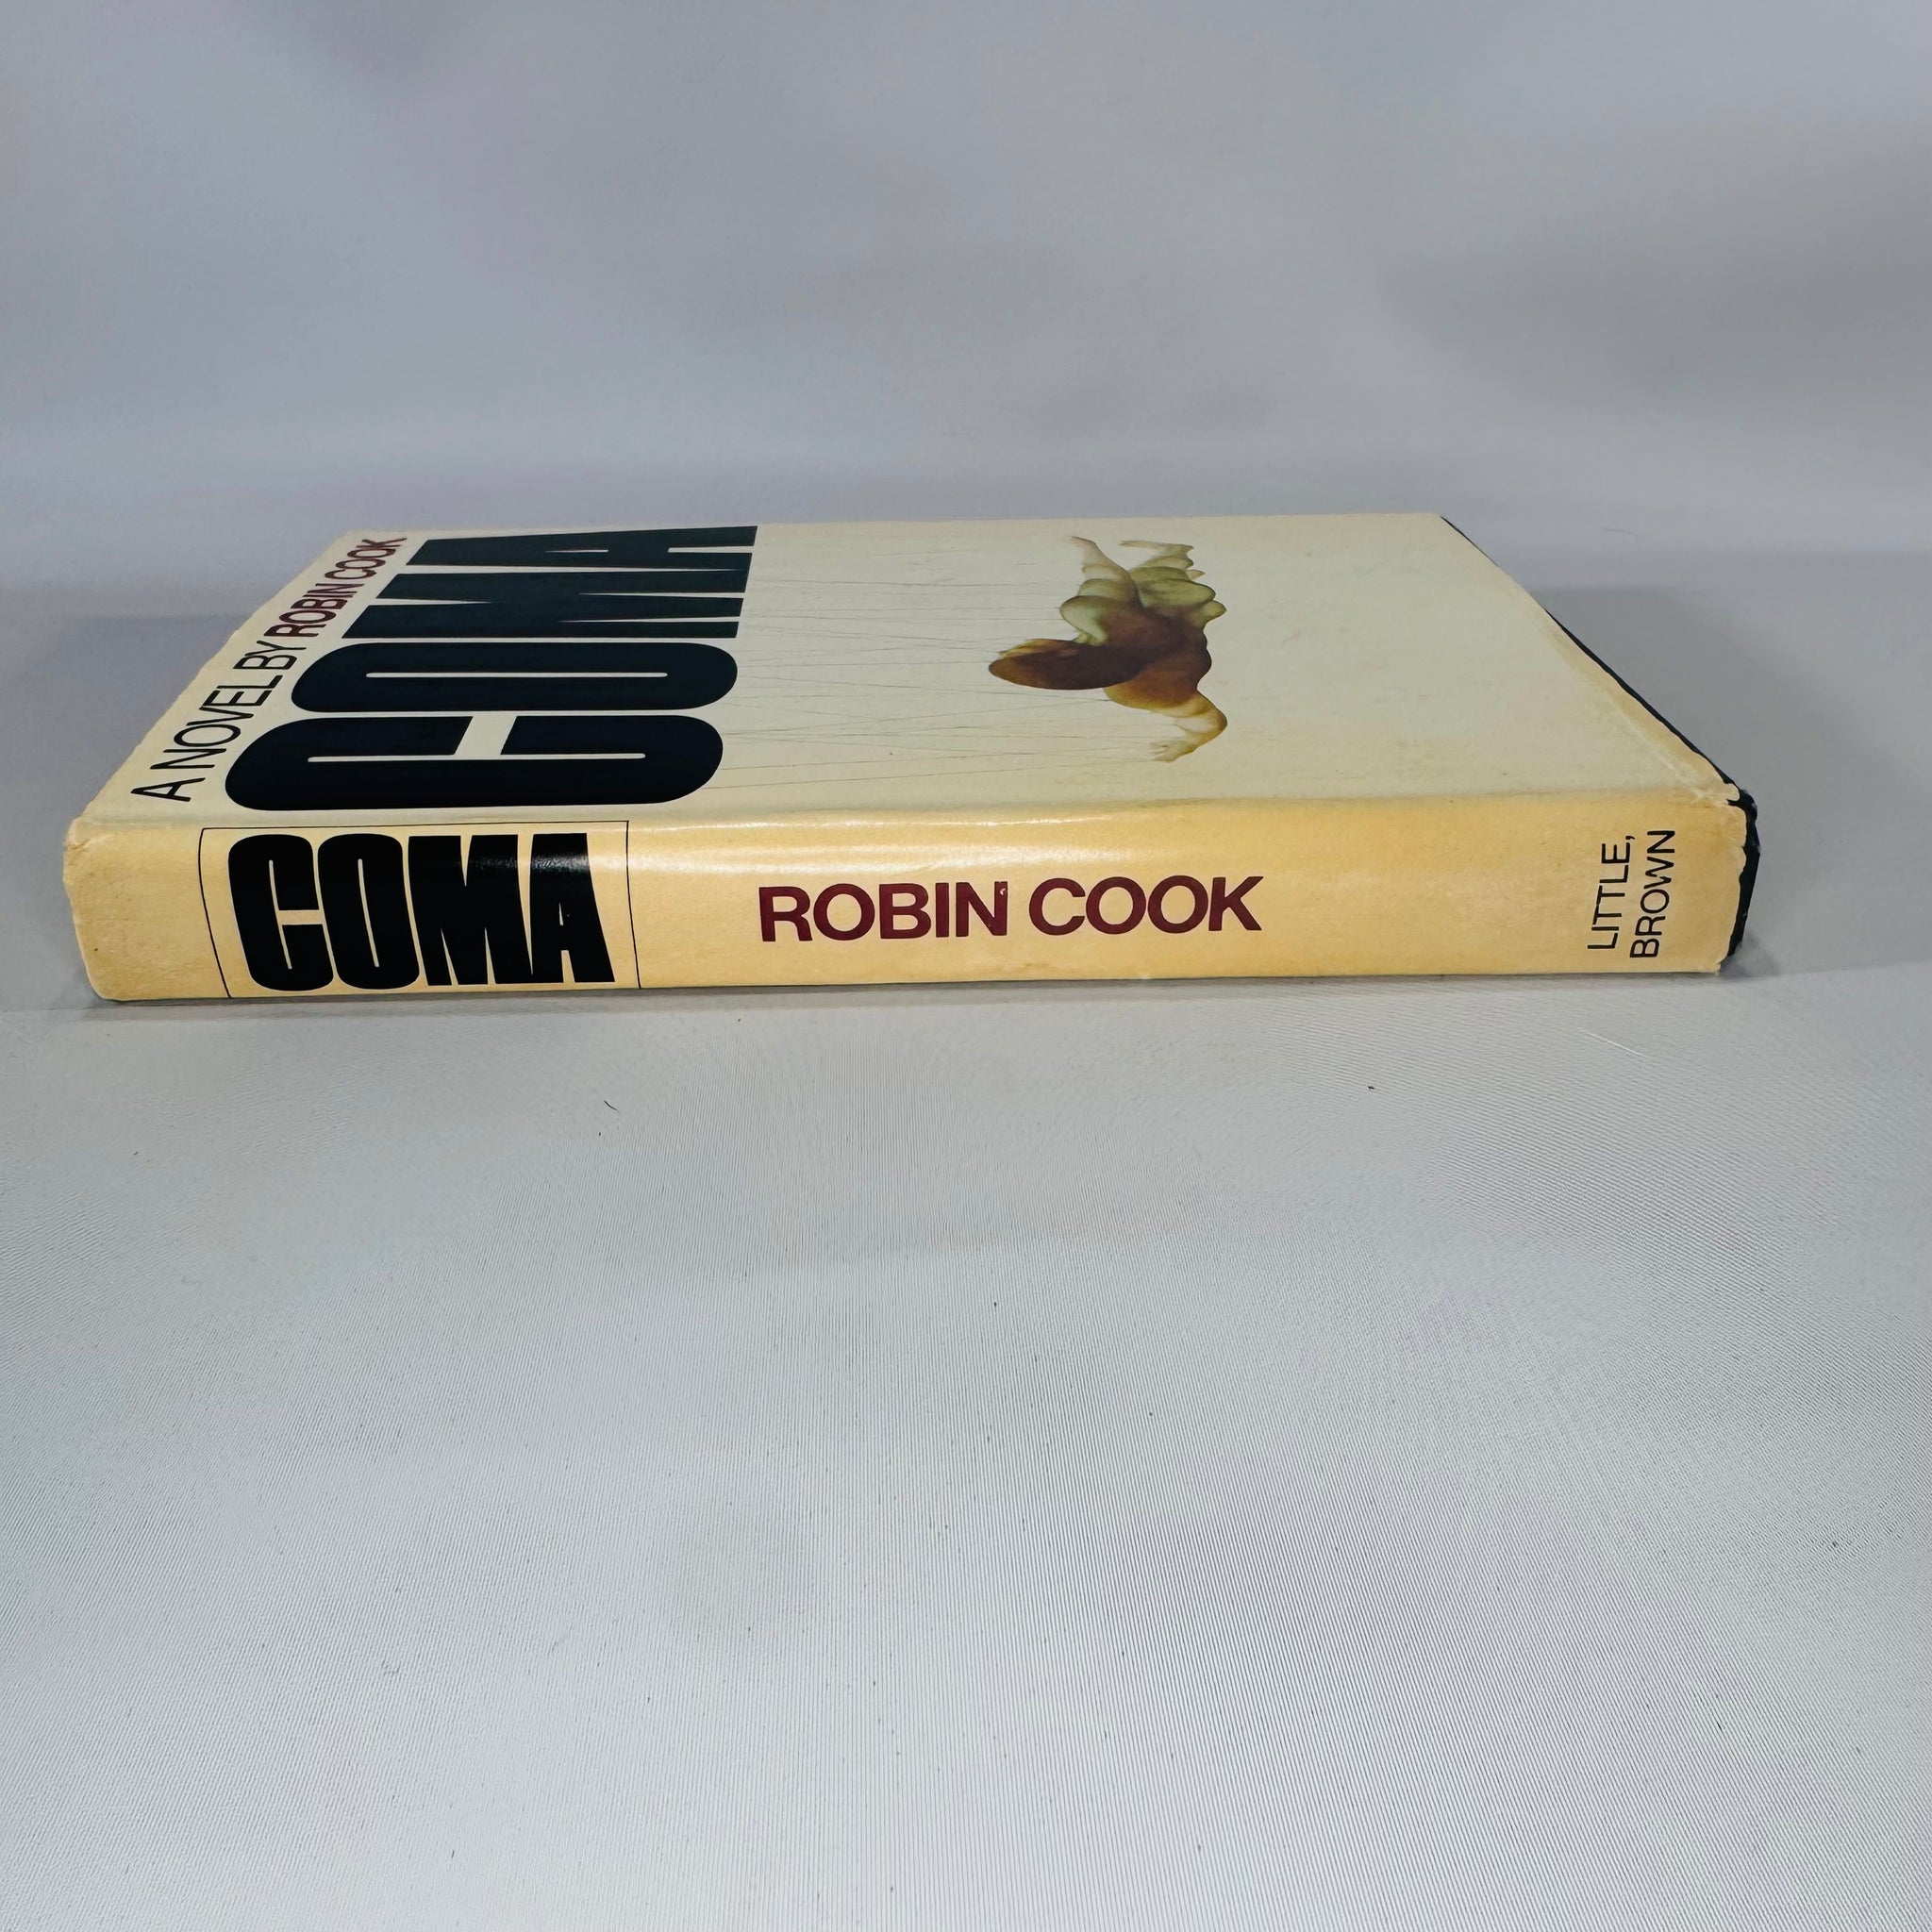 A NOVEL BY ROBIN COOK
COMA
COMA
ROBIN COOK
LITTLE,
BROWN